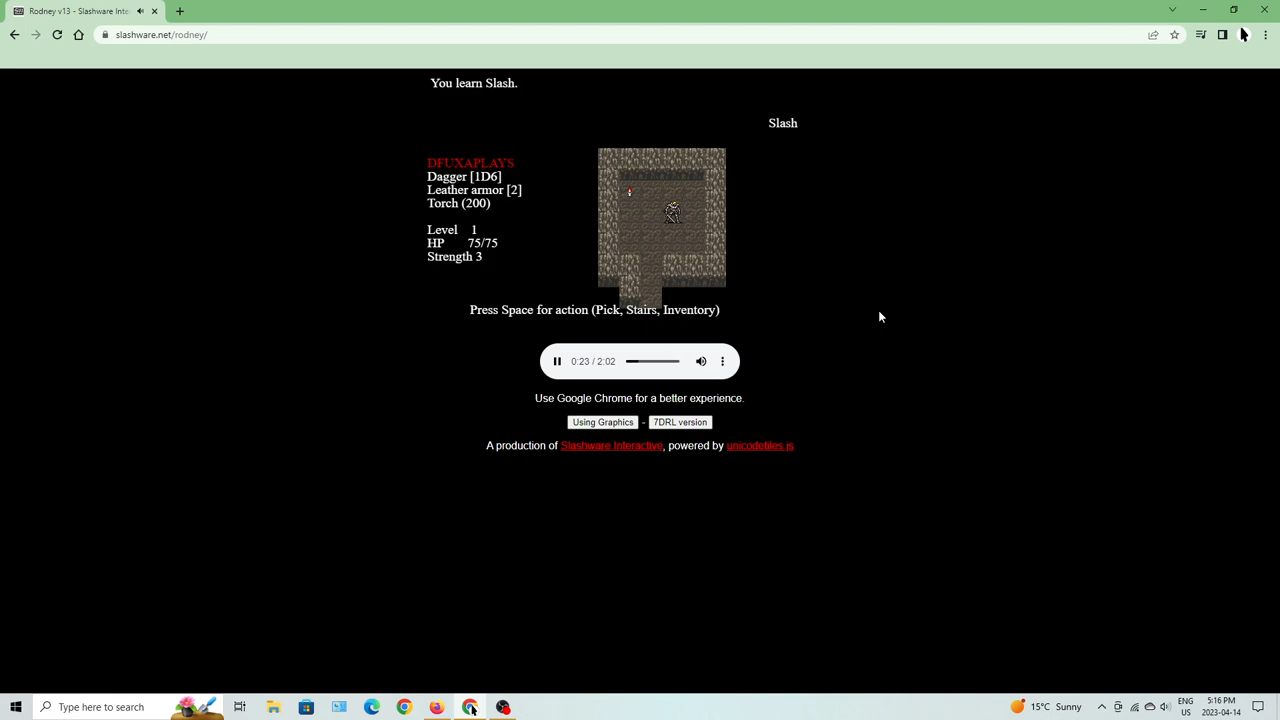 Rodney v13 - Slashware Inte
slashware.net/rodney/
You learn Slash.
Slash
DFUXAPLAYS
Dagger [1D6]
Leather armor [2]
Torch (200)
Level 1
HP 75/75
Strength 3
Press Space for action (Pick, Stairs, Inventory)
0:23 / 2:02
Use Google Chrome for a better experience.
Using Graphics - 7DRL version
A production of Slashware Interactive, powered by unicodetiles.js
Type here to search
15°C Sunny
ENG
US
5:16 PM
2023-04-14